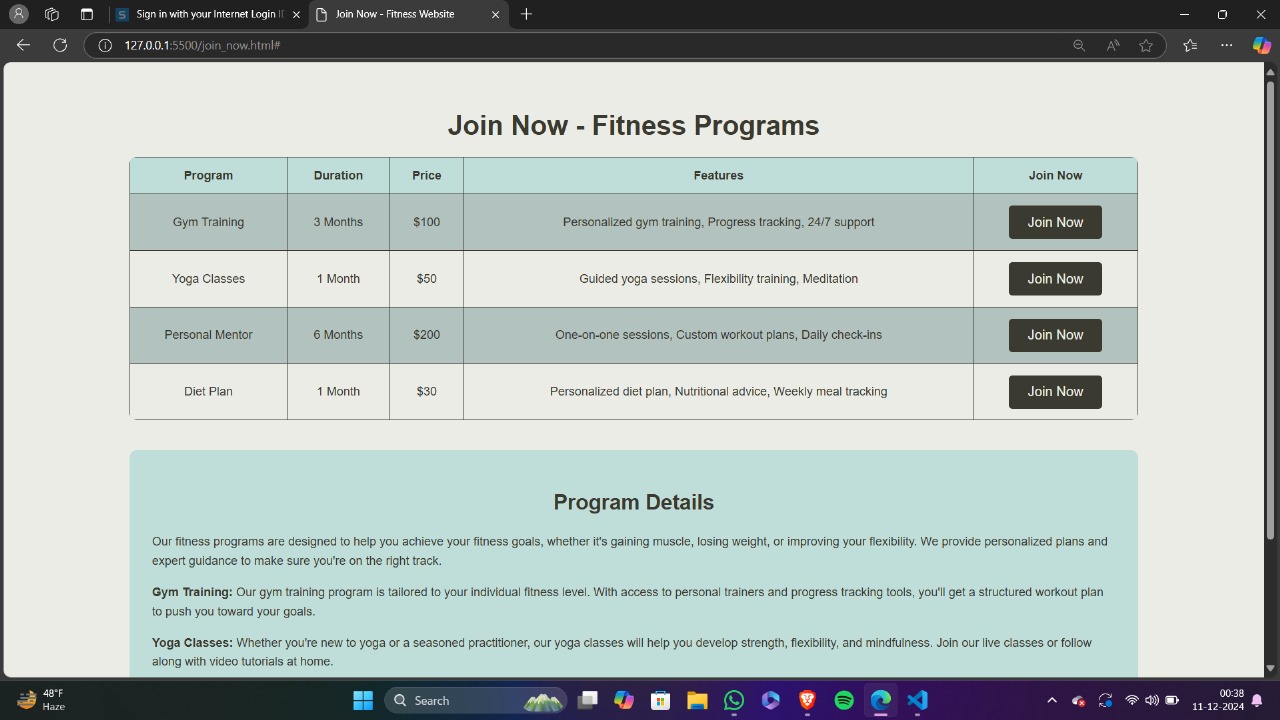 Sign in with your Internet Login ID
Join Now - Fitness Website
127.0.0.1:5500/join_now.html#
Join Now - Fitness Programs
Program Duration Price Features Join Now
Gym Training 3 Months $100 Personalized gym training, Progress tracking, 24/7 support Join Now
Yoga Classes 1 Month $50 Guided yoga sessions, Flexibility training, Meditation Join Now
Personal Mentor 6 Months $200 One-on-one sessions, Custom workout plans, Daily check-ins Join Now
Diet Plan 1 Month $30 Personalized diet plan, Nutritional advice, Weekly meal tracking Join Now
Program Details
Our fitness programs are designed to help you achieve your fitness goals, whether it's gaining muscle, losing weight, or improving your flexibility. We provide personalized plans and
expert guidance to make sure you're on the right track.
Gym Training: Our gym training program is tailored to your individual fitness level. With access to personal trainers and progress tracking tools, you'll get a structured workout plan
to push you toward your goals.
Yoga Classes: Whether you're new to yoga or a seasoned practitioner, our yoga classes will help you develop strength, flexibility, and mindfulness. Join our live classes or follow
along with video tutorials at home.
48°F
Haze
Search
00:38
11-12-2024